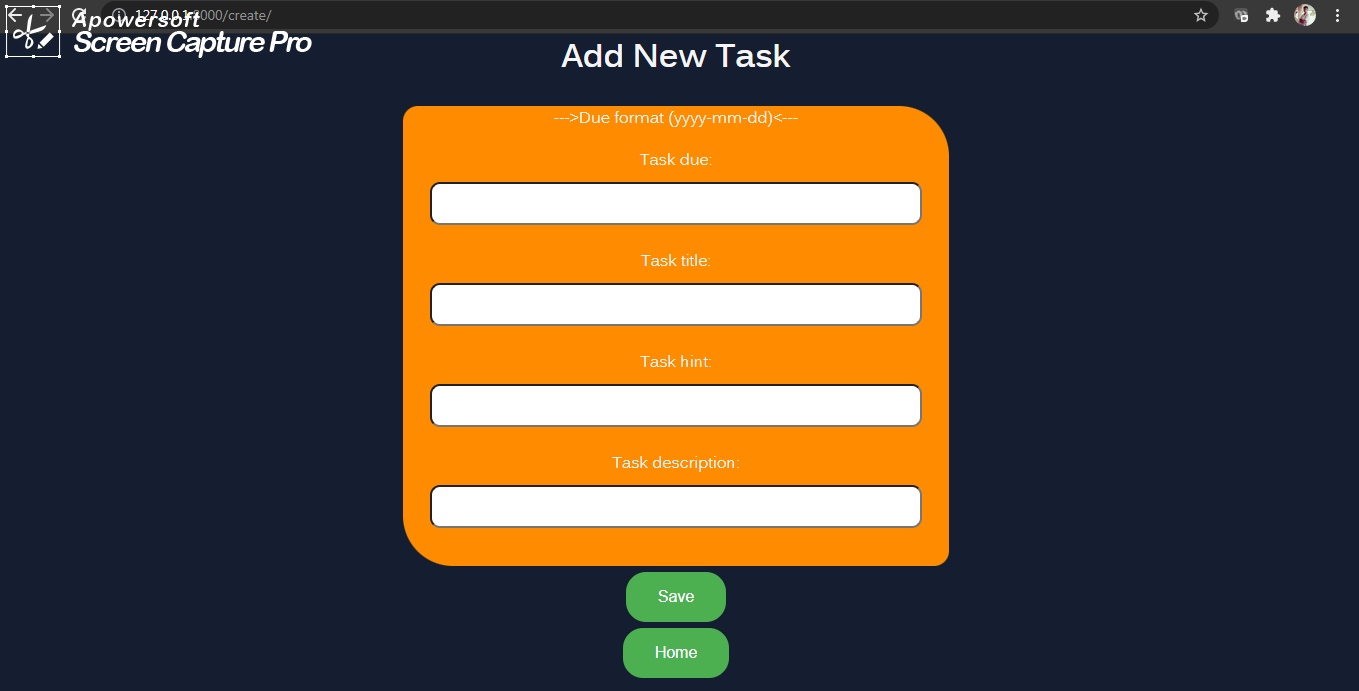 127.0.0.1:8000/create/
Apowersoft
Screen Capture Pro
Add New Task
--->Due format (yyyy-mm-dd)<---
Task due:
Task title:
Task hint:
Task description:
Save
Home